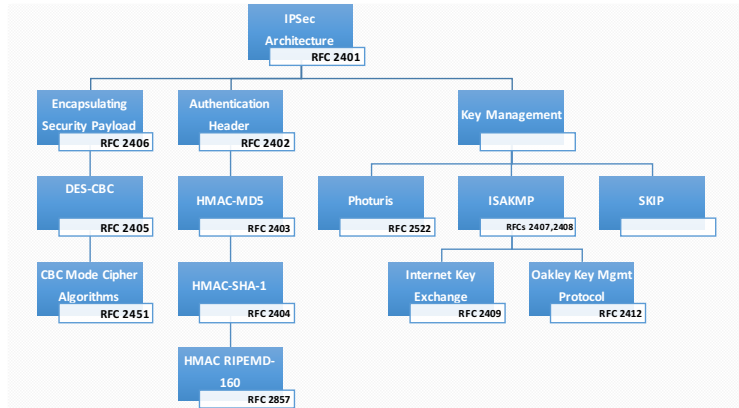 IPSec
Architecture
RFC 2401
Encapsulating
Security Payload
RFC 2406
Authentication
Header
RFC 2402
Key Management
DES-CBC
RFC 2405
HMAC-MD5
RFC 2403
Photuris
RFC 2522
ISAKMP
RFCs 2407,2408
SKIP
CBC Mode Cipher
Algorithms
RFC 2451
HMAC-SHA-1
RFC 2404
Internet Key
Exchange
RFC 2409
Oakley Key Mgmt
Protocol
RFC 2412
HMAC RIPEMD-
160
RFC 2857